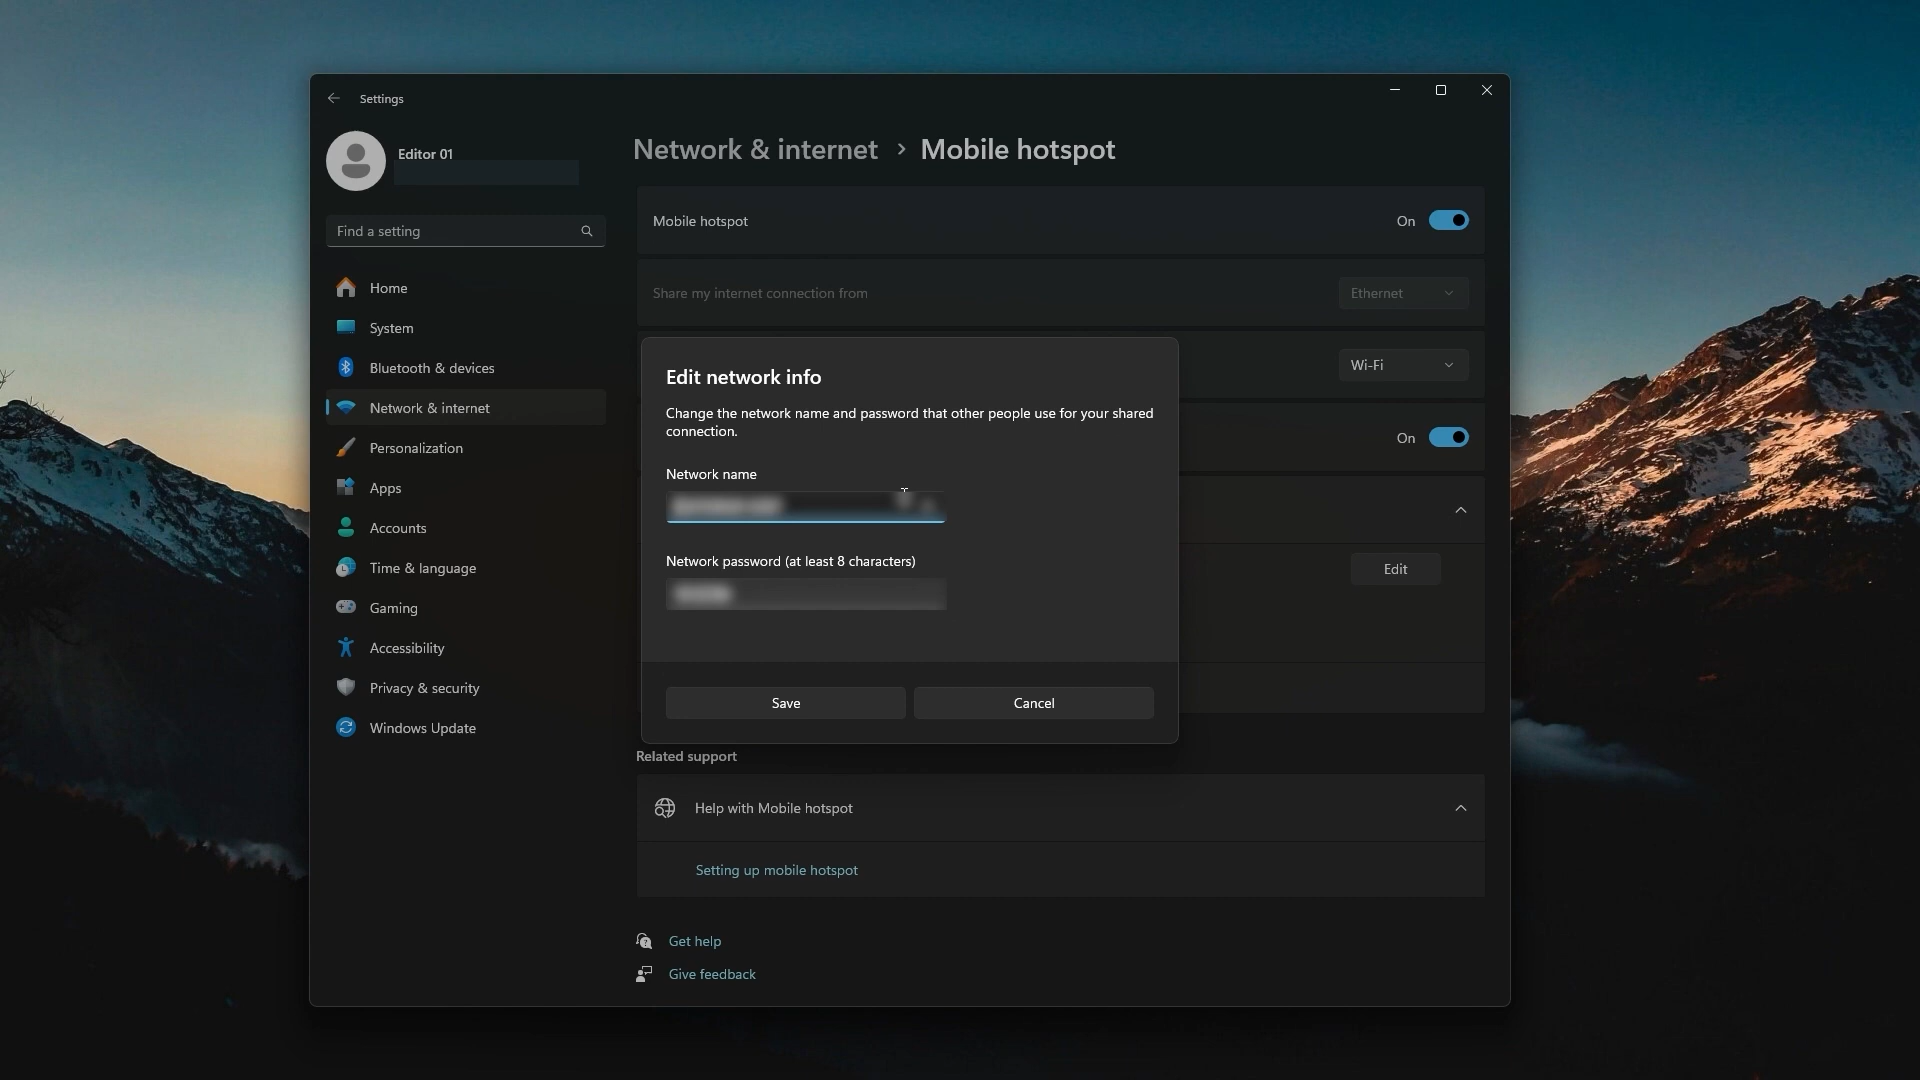 Settings
Editor 01
Find a setting
Home
System
Bluetooth & devices
Network & internet
Personalization
Apps
Accounts
Time & language
Gaming
Accessibility
Privacy & security
Windows Update
Network & internet › Mobile hotspot
Mobile hotspot
On
Share my internet connection from
Ethernet
Wi-Fi
On
Edit
Edit network info
Change the network name and password that other people use for your shared
connection.
Network name
Network password (at least 8 characters)
Save
Cancel
Related support
Help with Mobile hotspot
Setting up mobile hotspot
Get help
Give feedback